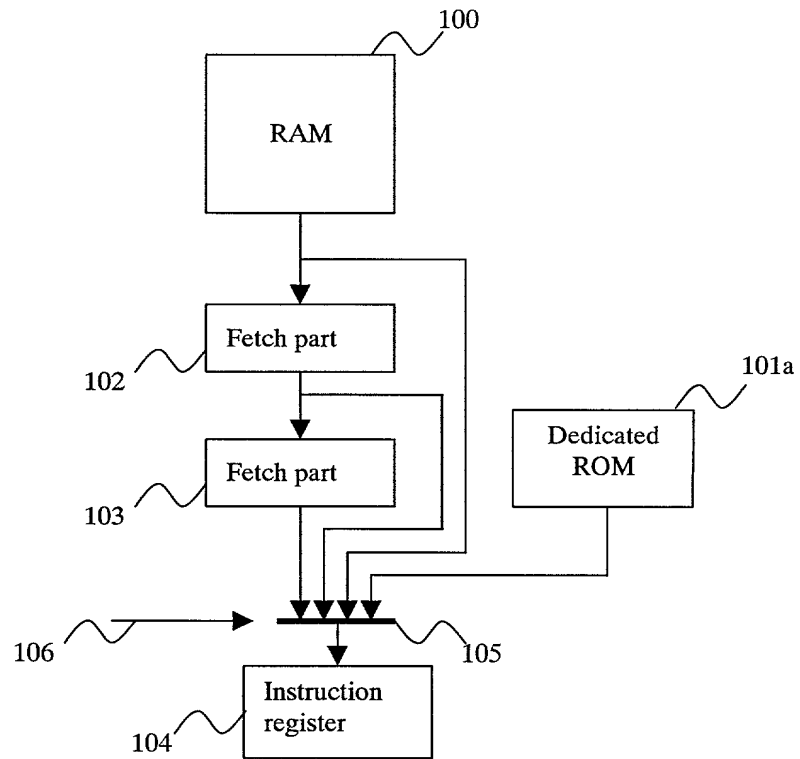 100
RAM
Fetch part
102
101a
Dedicated
ROM
Fetch part
103
106
105
Instruction
register
104